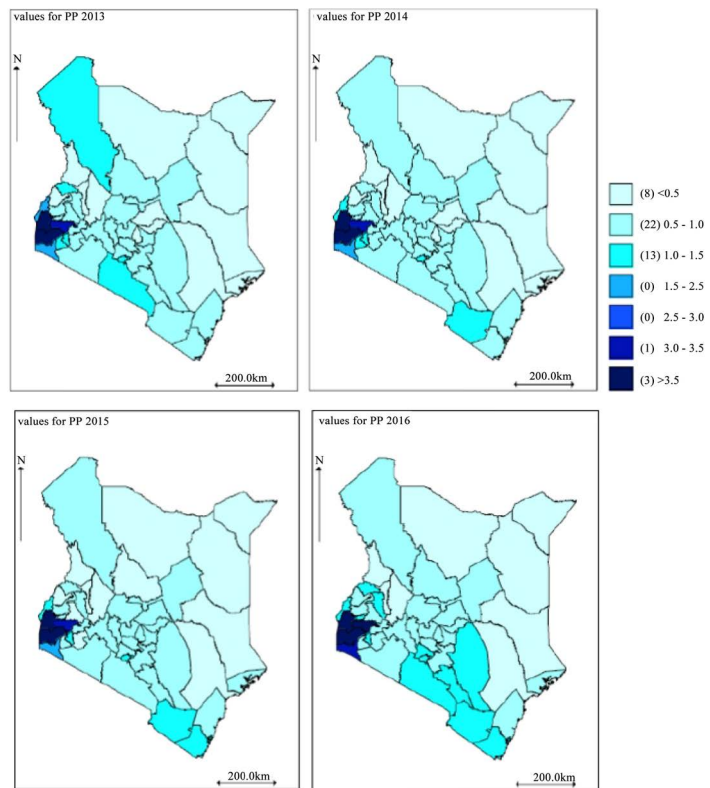 values for PP 2013
N
200.0km
values for PP 2014
N
200.0km
(8) <0.5
(22) 0.5 - 1.0
(13) 1.0 - 1.5
(0) 1.5 - 2.5
(0) 2.5 - 3.0
(1) 3.0 - 3.5
(3) >3.5
values for PP 2015
N
200.0km
values for PP 2016
N
200.0km